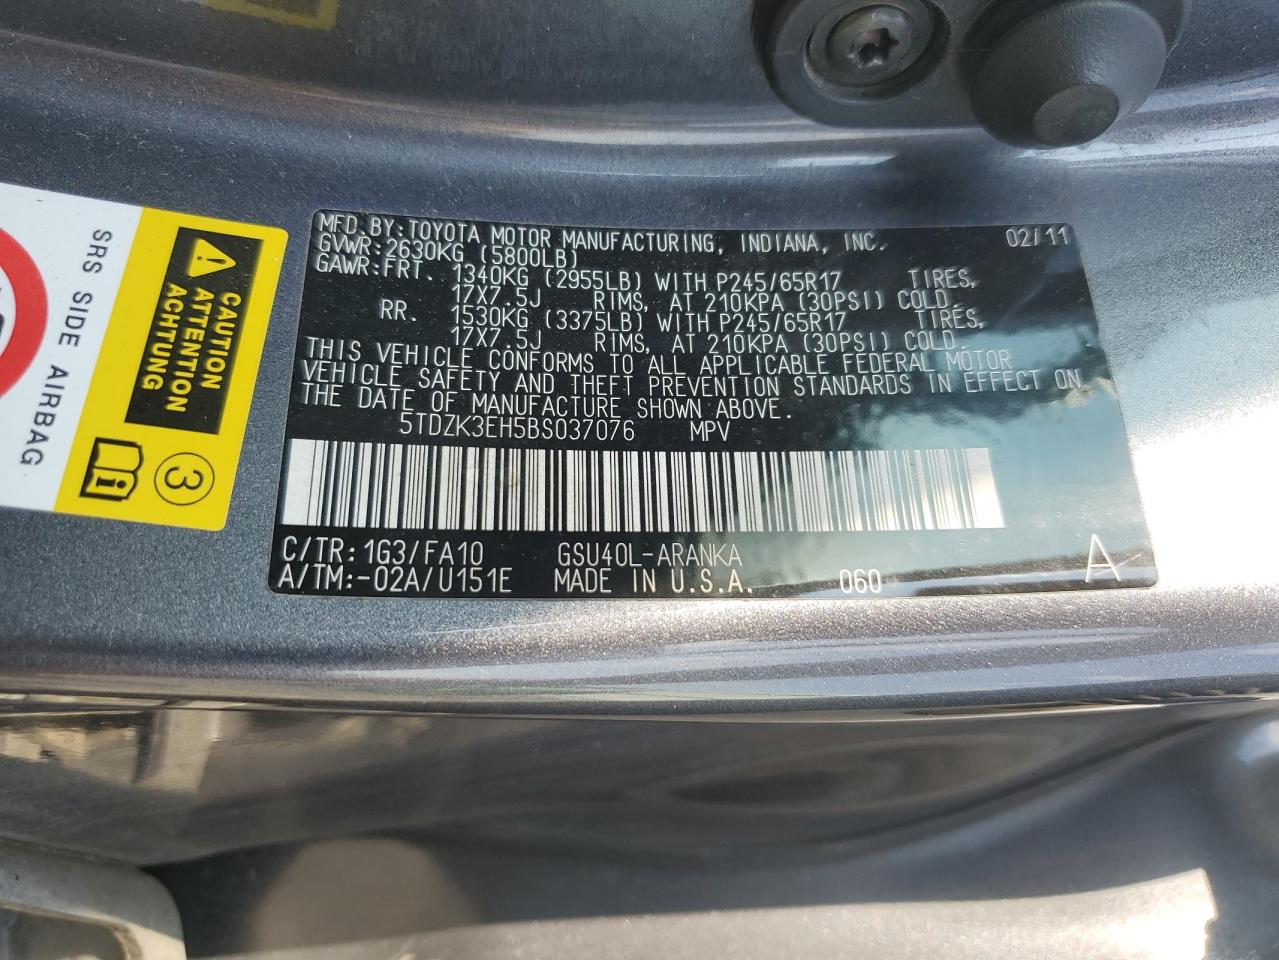 MFD. BY: TOYOTA MOTOR MANUFACTURING, INDIANA, INC. 02/11
GVWR: 2630KG (5800LB)
GAWR: FRT. 1340KG (2955LB) WITH P245/65R17 TIRES,
17X7.5J RIMS, AT 210KPA (30PSI) COLD.
RR. 1530KG (3375LB) WITH P245/65R17 TIRES,
17X7.5J RIMS, AT 210KPA (30PSI) COLD.
THIS VEHICLE CONFORMS TO ALL APPLICABLE FEDERAL MOTOR
VEHICLE SAFETY AND THEFT PREVENTION STANDARDS IN EFFECT ON
THE DATE OF MANUFACTURE SHOWN ABOVE.
5TDZK3EH5BS037076 MPV
C/TR: 1G3/FA10 GSU40L-ARANKA
A/TM: -02A/U151E MADE IN U.S.A. 060 A
CAUTION
ATTENTION
ACHTUNG
3
SRS SIDE AIRBAG